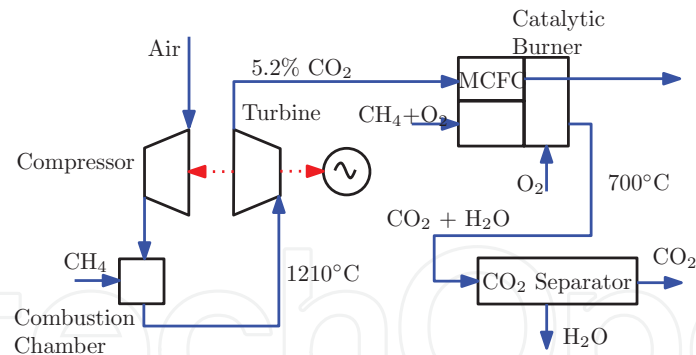 Catalytic
Burner
Air
5.2% CO₂
MCFC
Turbine
CH₄+O₂
Compressor
O₂
700°C
CO₂ + H₂O
CH₄
1210°C
CO₂ Separator
CO₂
Combustion
Chamber
H₂O